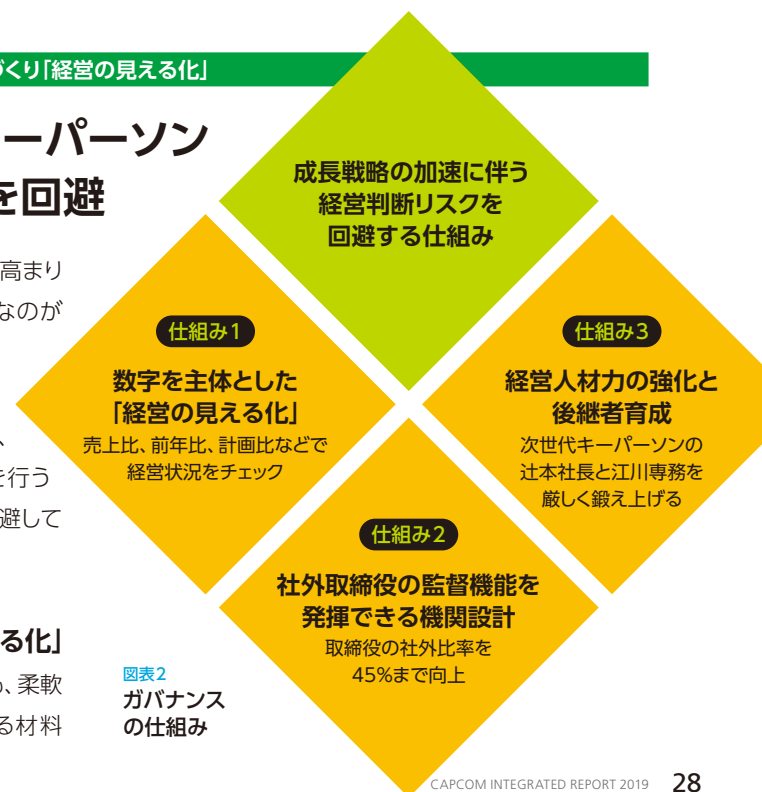 づくり「経営の見える化」
ーパーソン
を回避
高まり
なのが
、
を行う
避して
る化」
、柔軟
る材料
成長戦略の加速に伴う
経営判断リスクを
回避する仕組み
仕組み1
数字を主体とした
「経営の見える化」
売上比、前年比、計画比などで
経営状況をチェック
仕組み2
社外取締役の監督機能を
発揮できる機関設計
取締役の社外比率を
45%まで向上
仕組み3
経営人材力の強化と
後継者育成
次世代キーパーソンの
辻本社長と江川専務を
厳しく鍛え上げる
図表2
ガバナンス
の仕組み
CAPCOM INTEGRATED REPORT 2019 28